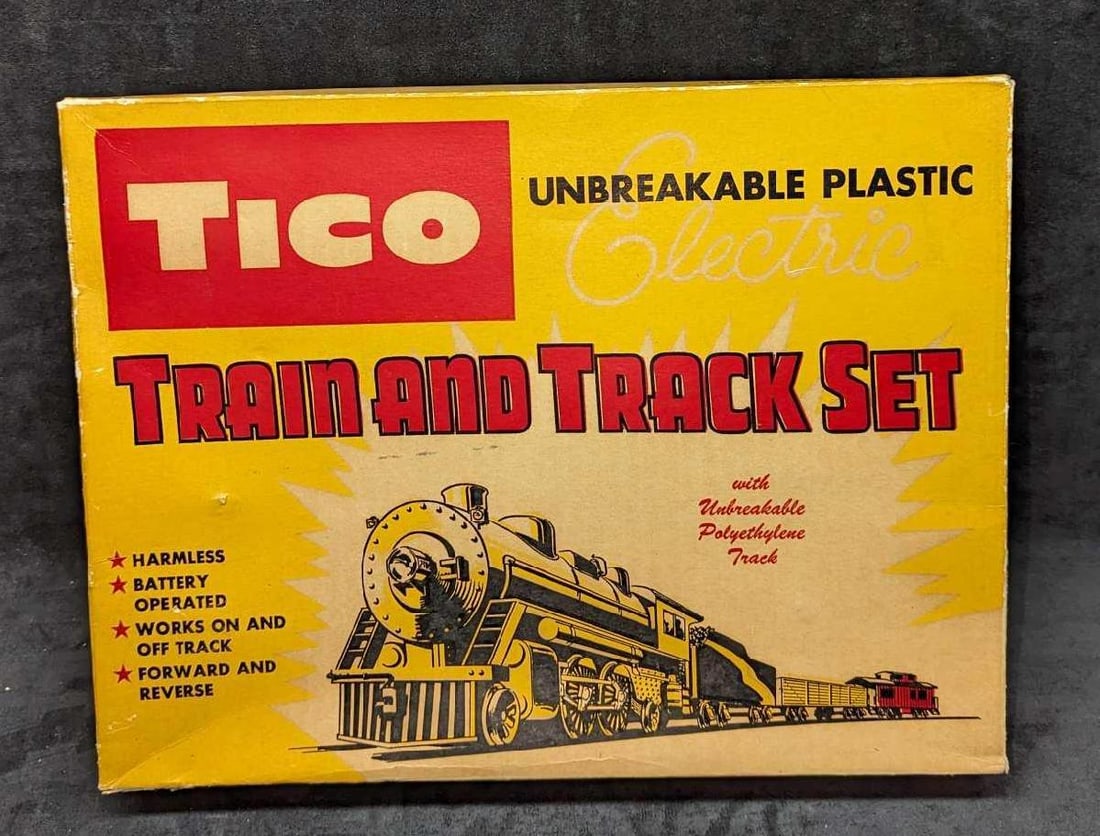 TICO
UNBREAKABLE PLASTIC
Electric
TRAIN AND TRACK SET
with
Unbreakable
Polyethylene
Track
★ HARMLESS
★ BATTERY
OPERATED
★ WORKS ON AND
OFF TRACK
★ FORWARD AND
REVERSE